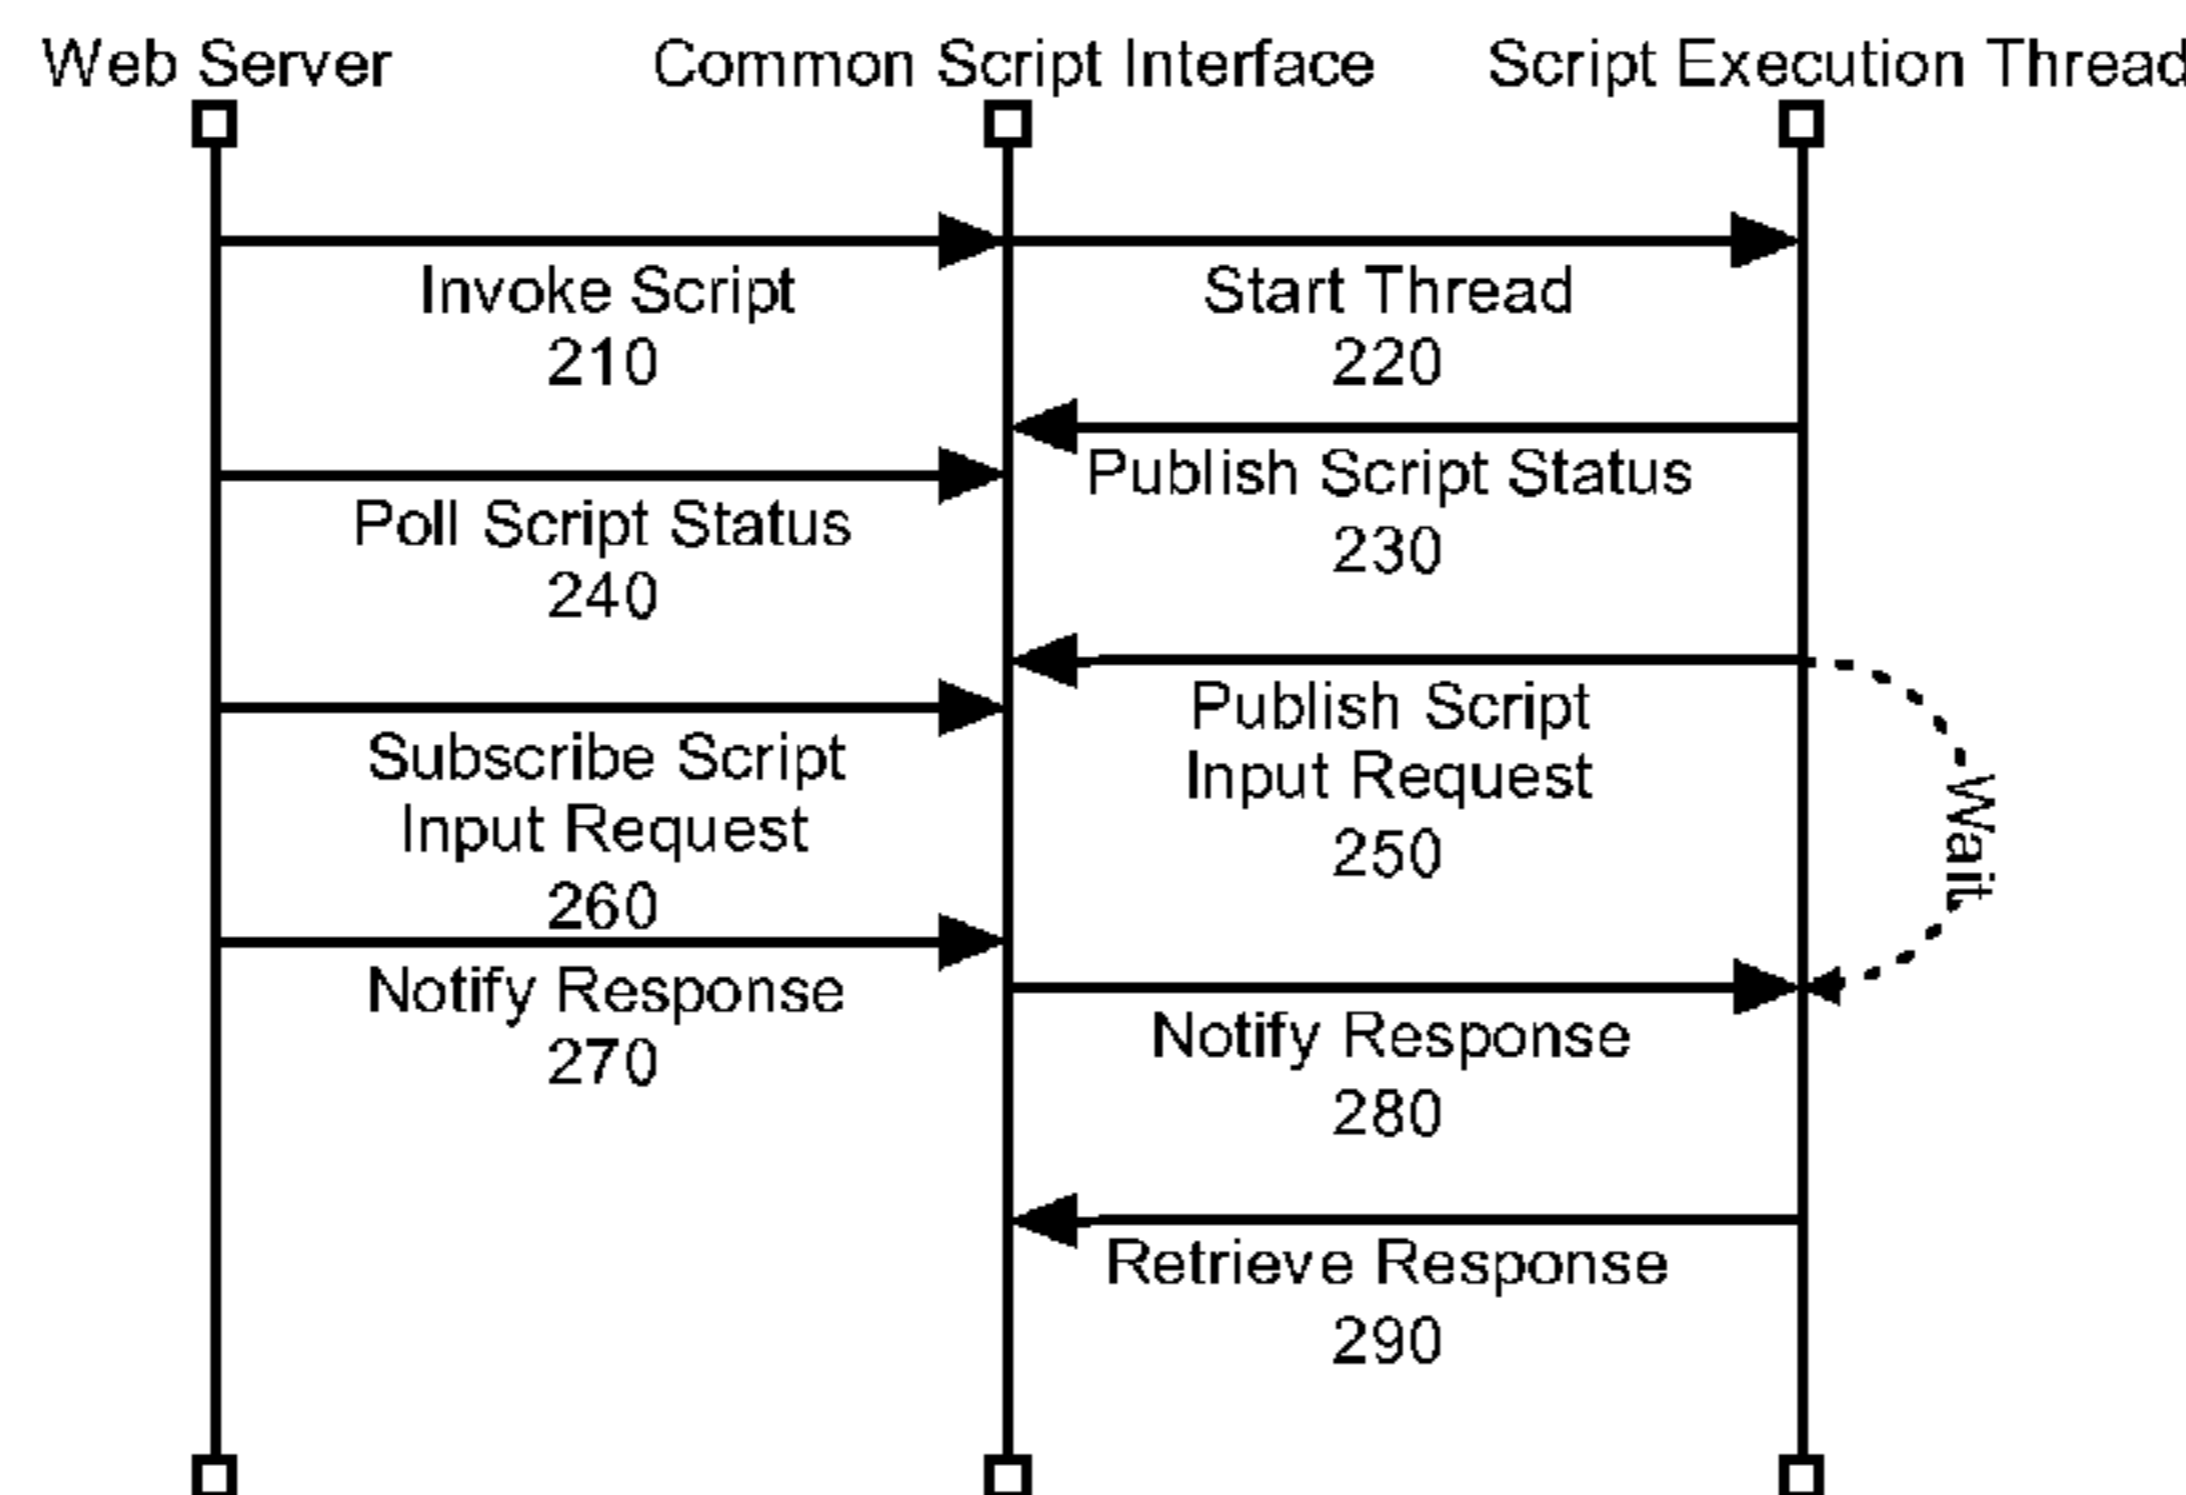 Web Server
Common Script Interface
Script Execution Thread
Invoke Script
210
Start Thread
220
Publish Script Status
230
Poll Script Status
240
Publish Script
Input Request
250
Subscribe Script
Input Request
260
Wait
Notify Response
270
Notify Response
280
Retrieve Response
290